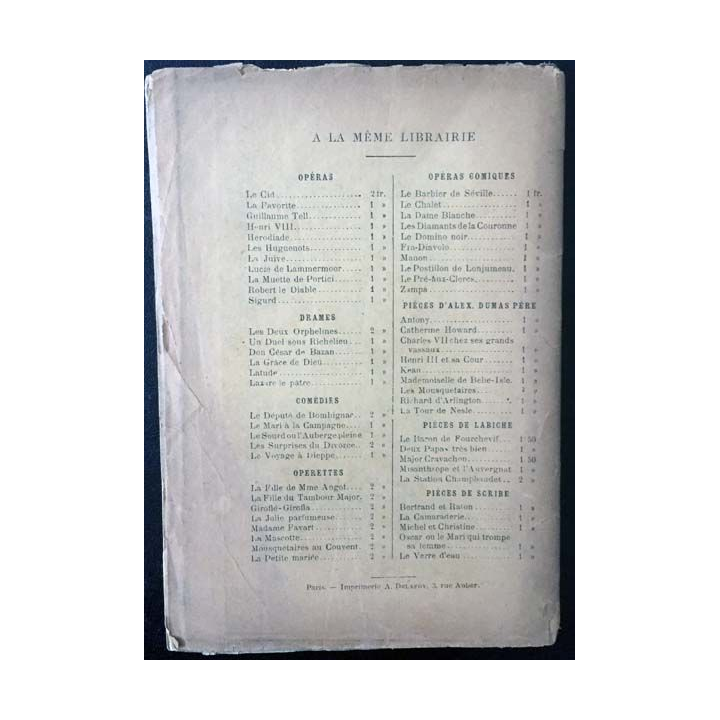 A LA MÊME LIBRAIRIE
OPÉRAS
Le Cid........................ 2 fr.
La Favorite.................. 1 »
Guillaume Tell.............. 1 »
Henri VIII.................. 1 »
Hérodiade................... 1 »
Les Huguenots.............. 1 »
La Juive.................... 1 »
Lucie de Lammermoor..... 1 »
La Muette de Portici....... 1 »
Robert le Diable........... 1 »
Sigurd...................... 1 »
DRAMES
Les Deux Orphelines...... 2 »
Un Duel sous Richelieu... 1 »
Don César de Bazan...... 1 »
La Grâce de Dieu......... 1 »
Latude...................... 1 »
Lazare le pâtre............ 1 »
COMÉDIES
Le Député de Bombignac.. 2 »
Le Mari à la Campagne... 1 »
Le Sourd ou l'Auberge pleine 1 »
Les Surprises du Divorce.. 2 »
Le Voyage à Dieppe...... 1 »
OPERETTES
La Fille de Mme Angot.... 2 »
La Fille du Tambour Major. 2 »
Giroflé-Girofla............ 2 »
La Jolie parfumeuse...... 2 »
Madame Favart............ 2 »
La Mascotte............... 2 »
Mousquetaires au Couvent. 2 »
La Petite mariée.......... 2 »
OPÉRAS COMIQUES
Le Barbier de Séville...... 1 fr.
Le Chalet.................. 1 »
La Dame Blanche......... 1 »
Les Diamants de la Couronne 1 »
Le Domino noir........... 1 »
Fra-Diavolo............... 1 »
Manon..................... 1 »
Le Postillon de Lonjumeau. 1 »
Le Pré-aux-Clercs........ 1 »
Zampa..................... 1 »
PIÈCES D'ALEX. DUMAS PÈRE
Antony.................... 1 »
Catherine Howard........ 1 »
Charles VII chez ses grands
vassaux.................. 1 »
Henri III et sa Cour...... 1 »
Kean...................... 1 »
Mademoiselle de Belle-Isle. 1 »
Les Mousquetaires....... »
Richard d'Arlington...... 1 »
La Tour de Nesle......... 1 »
PIÈCES DE LABICHE
Le Baron de Fourchevif... 1 50
Deux Papas très bien..... 1 »
Major Cravachon......... 1 50
Misanthrope et l'Auvergnat 1 »
La Station Champbaudet.. 2 »
PIÈCES DE SCRIBE
Bertrand et Raton........ 1 »
La Camaraderie........... 1 »
Michel et Christine....... 1 »
Oscar ou le Mari qui trompe
sa femme................ 1 »
Le Verre d'eau........... 1 »
Paris. — Imprimerie A. DELAFOY, 3, rue Auber.